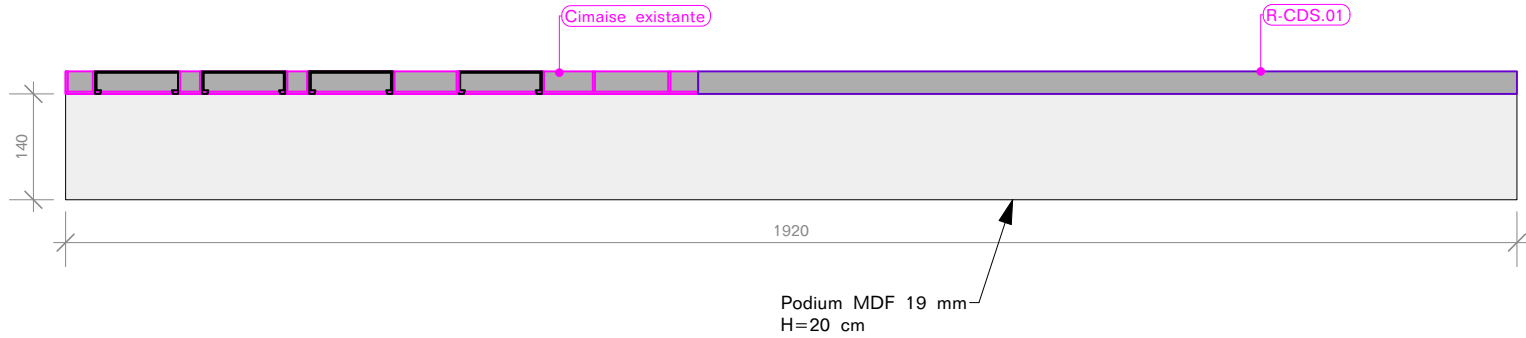 Cimaise existante
R-CDS.01
140
1920
Podium MDF 19 mm
H=20 cm